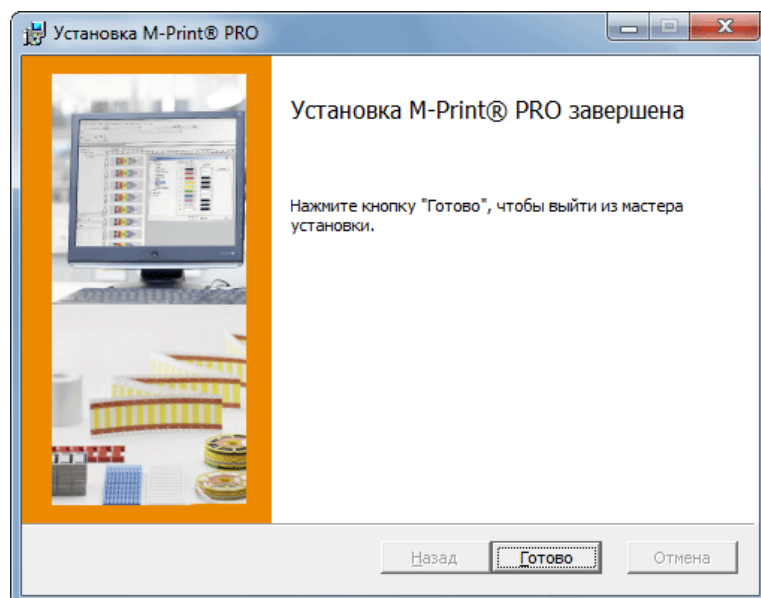 Установка M-Print® PRO
Установка M-Print® PRO завершена
Нажмите кнопку "Готово", чтобы выйти из мастера
установки.
Назад
Готово
Отмена